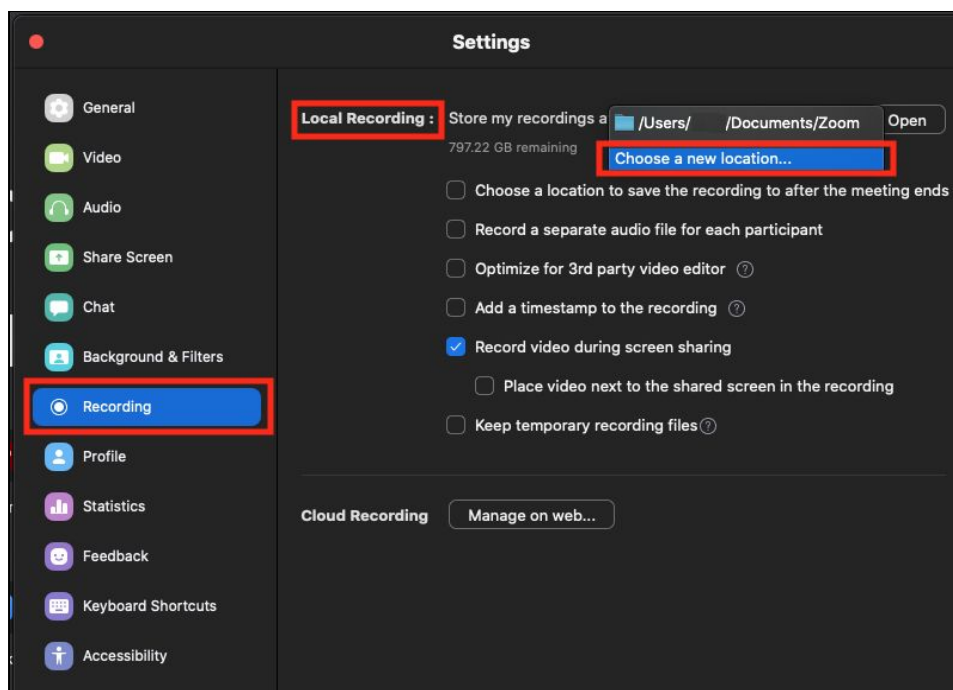 Settings
General
Video
Audio
Share Screen
Chat
Background & Filters
Recording
Profile
Statistics
Feedback
Keyboard Shortcuts
Accessibility
Local Recording : Store my recordings a /Users/ /Documents/Zoom Open
797.22 GB remaining Choose a new location...
Choose a location to save the recording to after the meeting ends
Record a separate audio file for each participant
Optimize for 3rd party video editor ?
Add a timestamp to the recording ?
Record video during screen sharing
Place video next to the shared screen in the recording
Keep temporary recording files ?
Cloud Recording Manage on web...